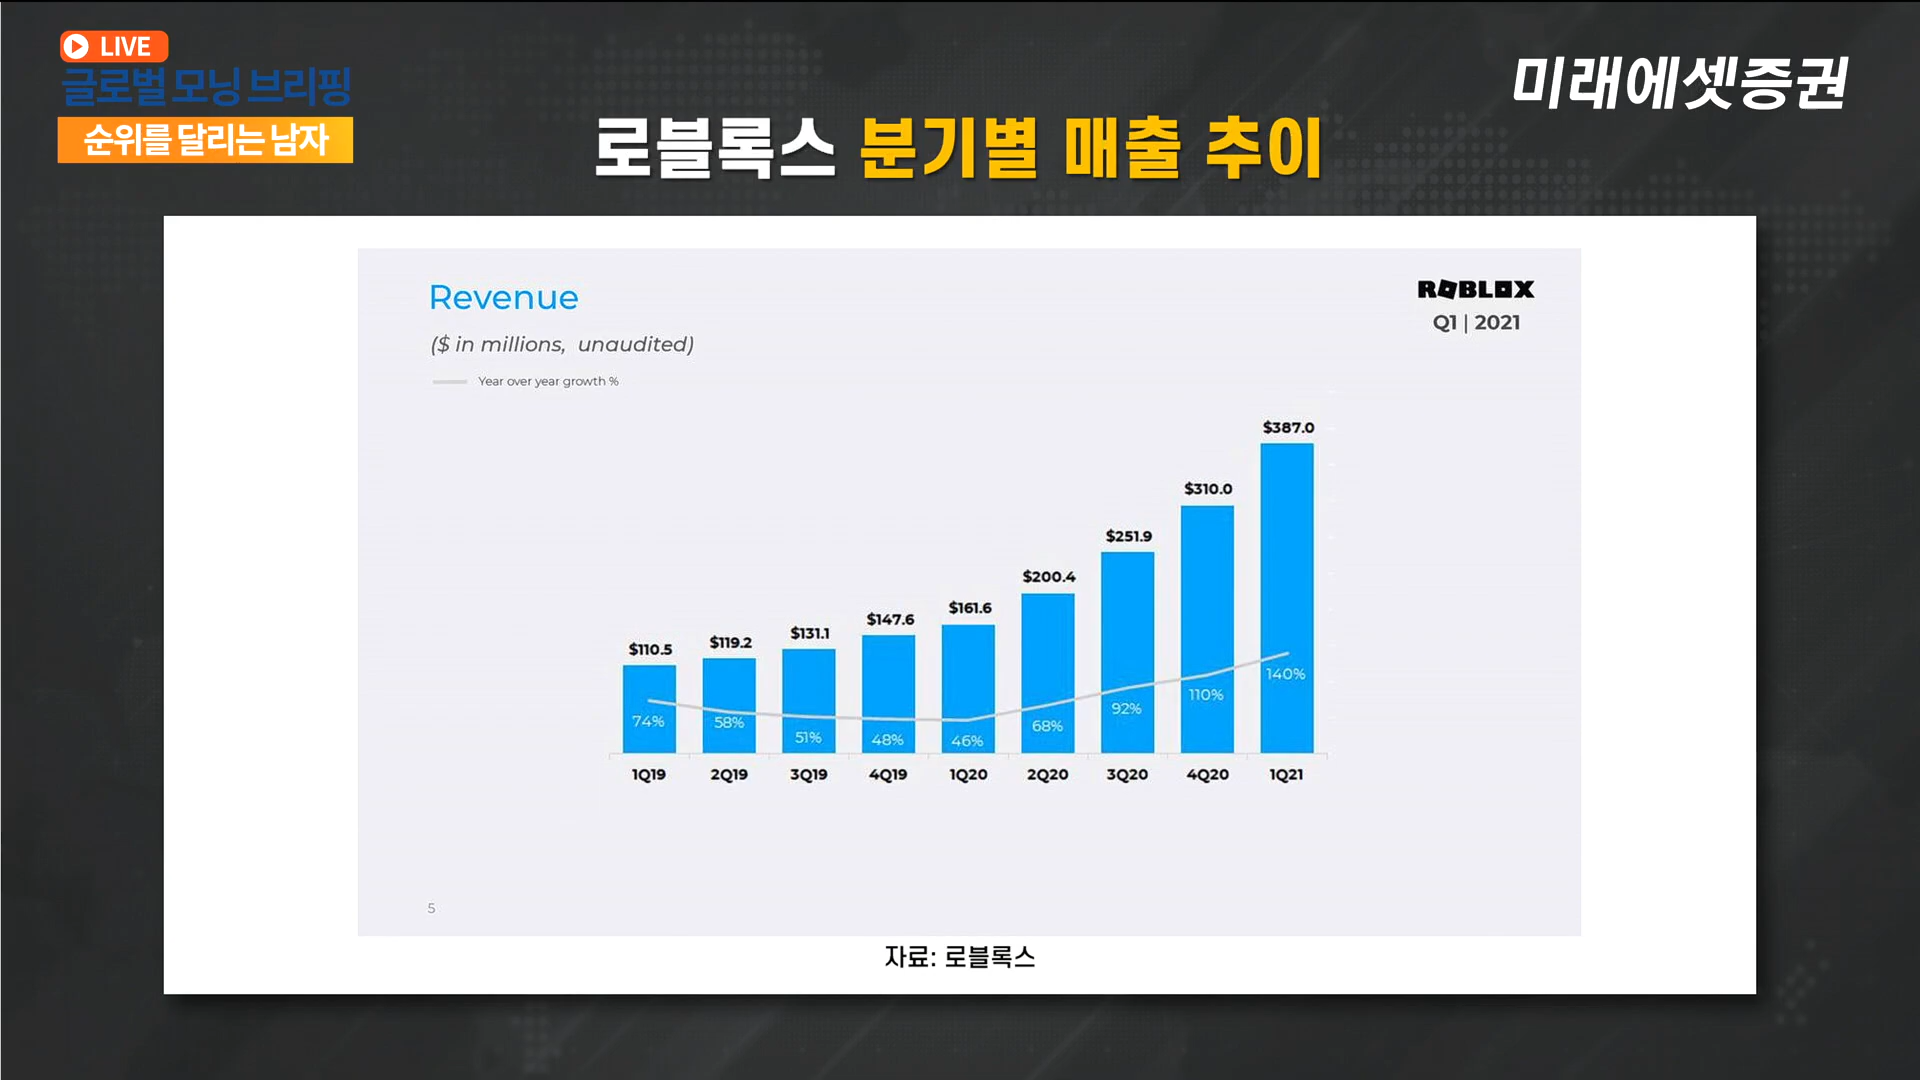 LIVE
글로벌 모닝 브리핑
순위를 달리는 남자
미래에셋증권
로블록스 분기별 매출 추이
Revenue
($ in millions, unaudited)
Year over year growth %
ROBLOX
Q1 | 2021
$110.5 $119.2 $131.1 $147.6 $161.6 $200.4 $251.9 $310.0 $387.0
74% 58% 51% 48% 46% 68% 92% 110% 140%
1Q19 2Q19 3Q19 4Q19 1Q20 2Q20 3Q20 4Q20 1Q21
5
자료: 로블록스